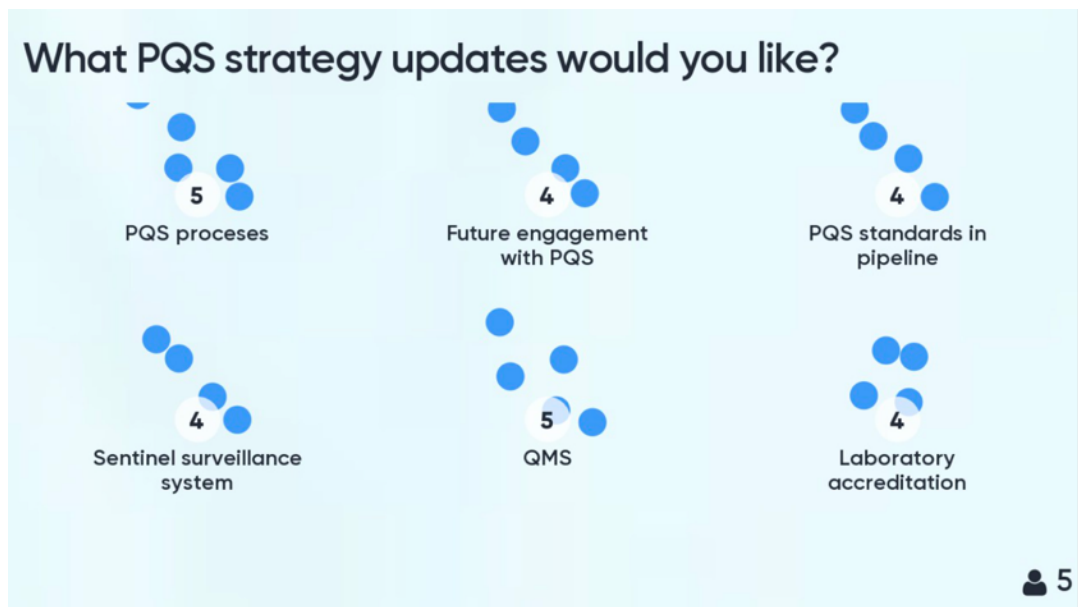 What PQS strategy updates would you like?
5
PQS proceses
4
Future engagement
with PQS
4
PQS standards in
pipeline
4
Sentinel surveillance
system
5
QMS
4
Laboratory
accreditation
5